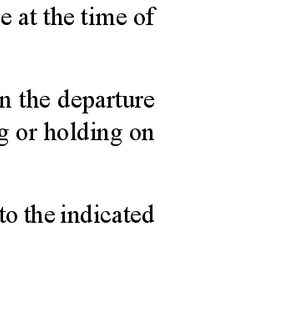 e at the time of
n the departure
g or holding on
to the indicated